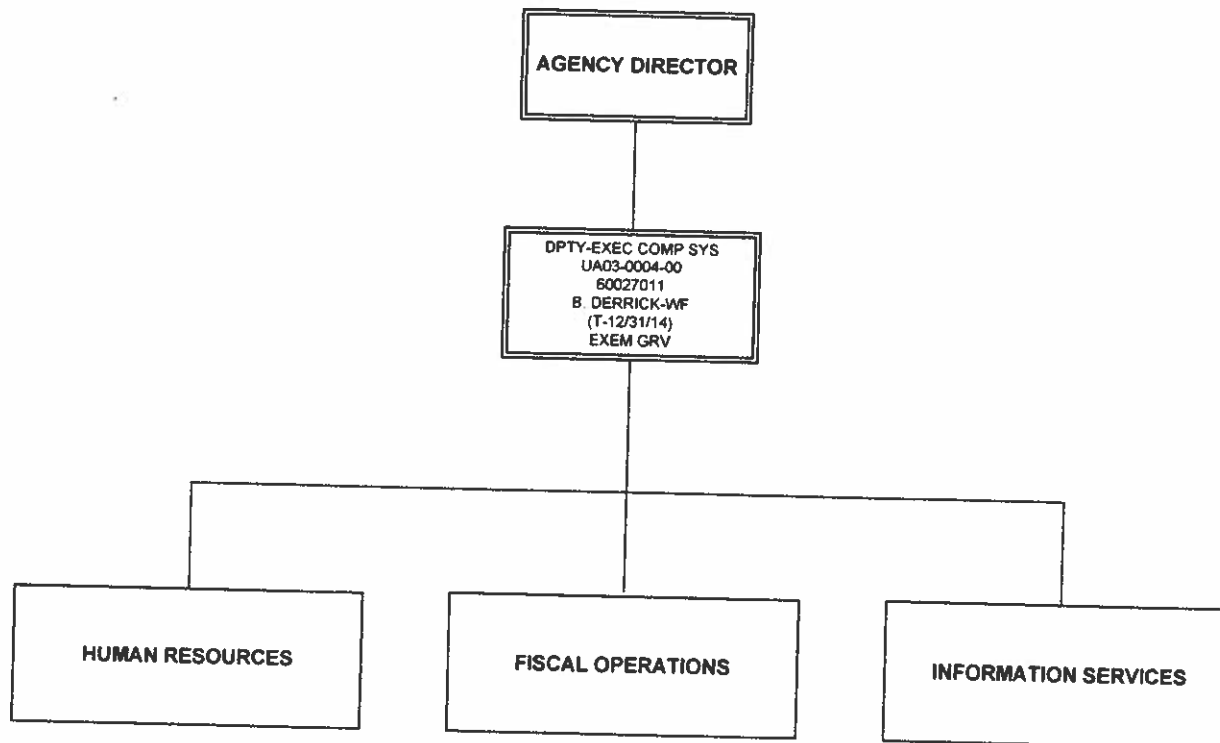 AGENCY DIRECTOR
DPTY-EXEC COMP SYS
UA03-0004-00
60027011
B. DERRICK-WF
(T-12/31/14)
EXEM GRV
HUMAN RESOURCES
FISCAL OPERATIONS
INFORMATION SERVICES